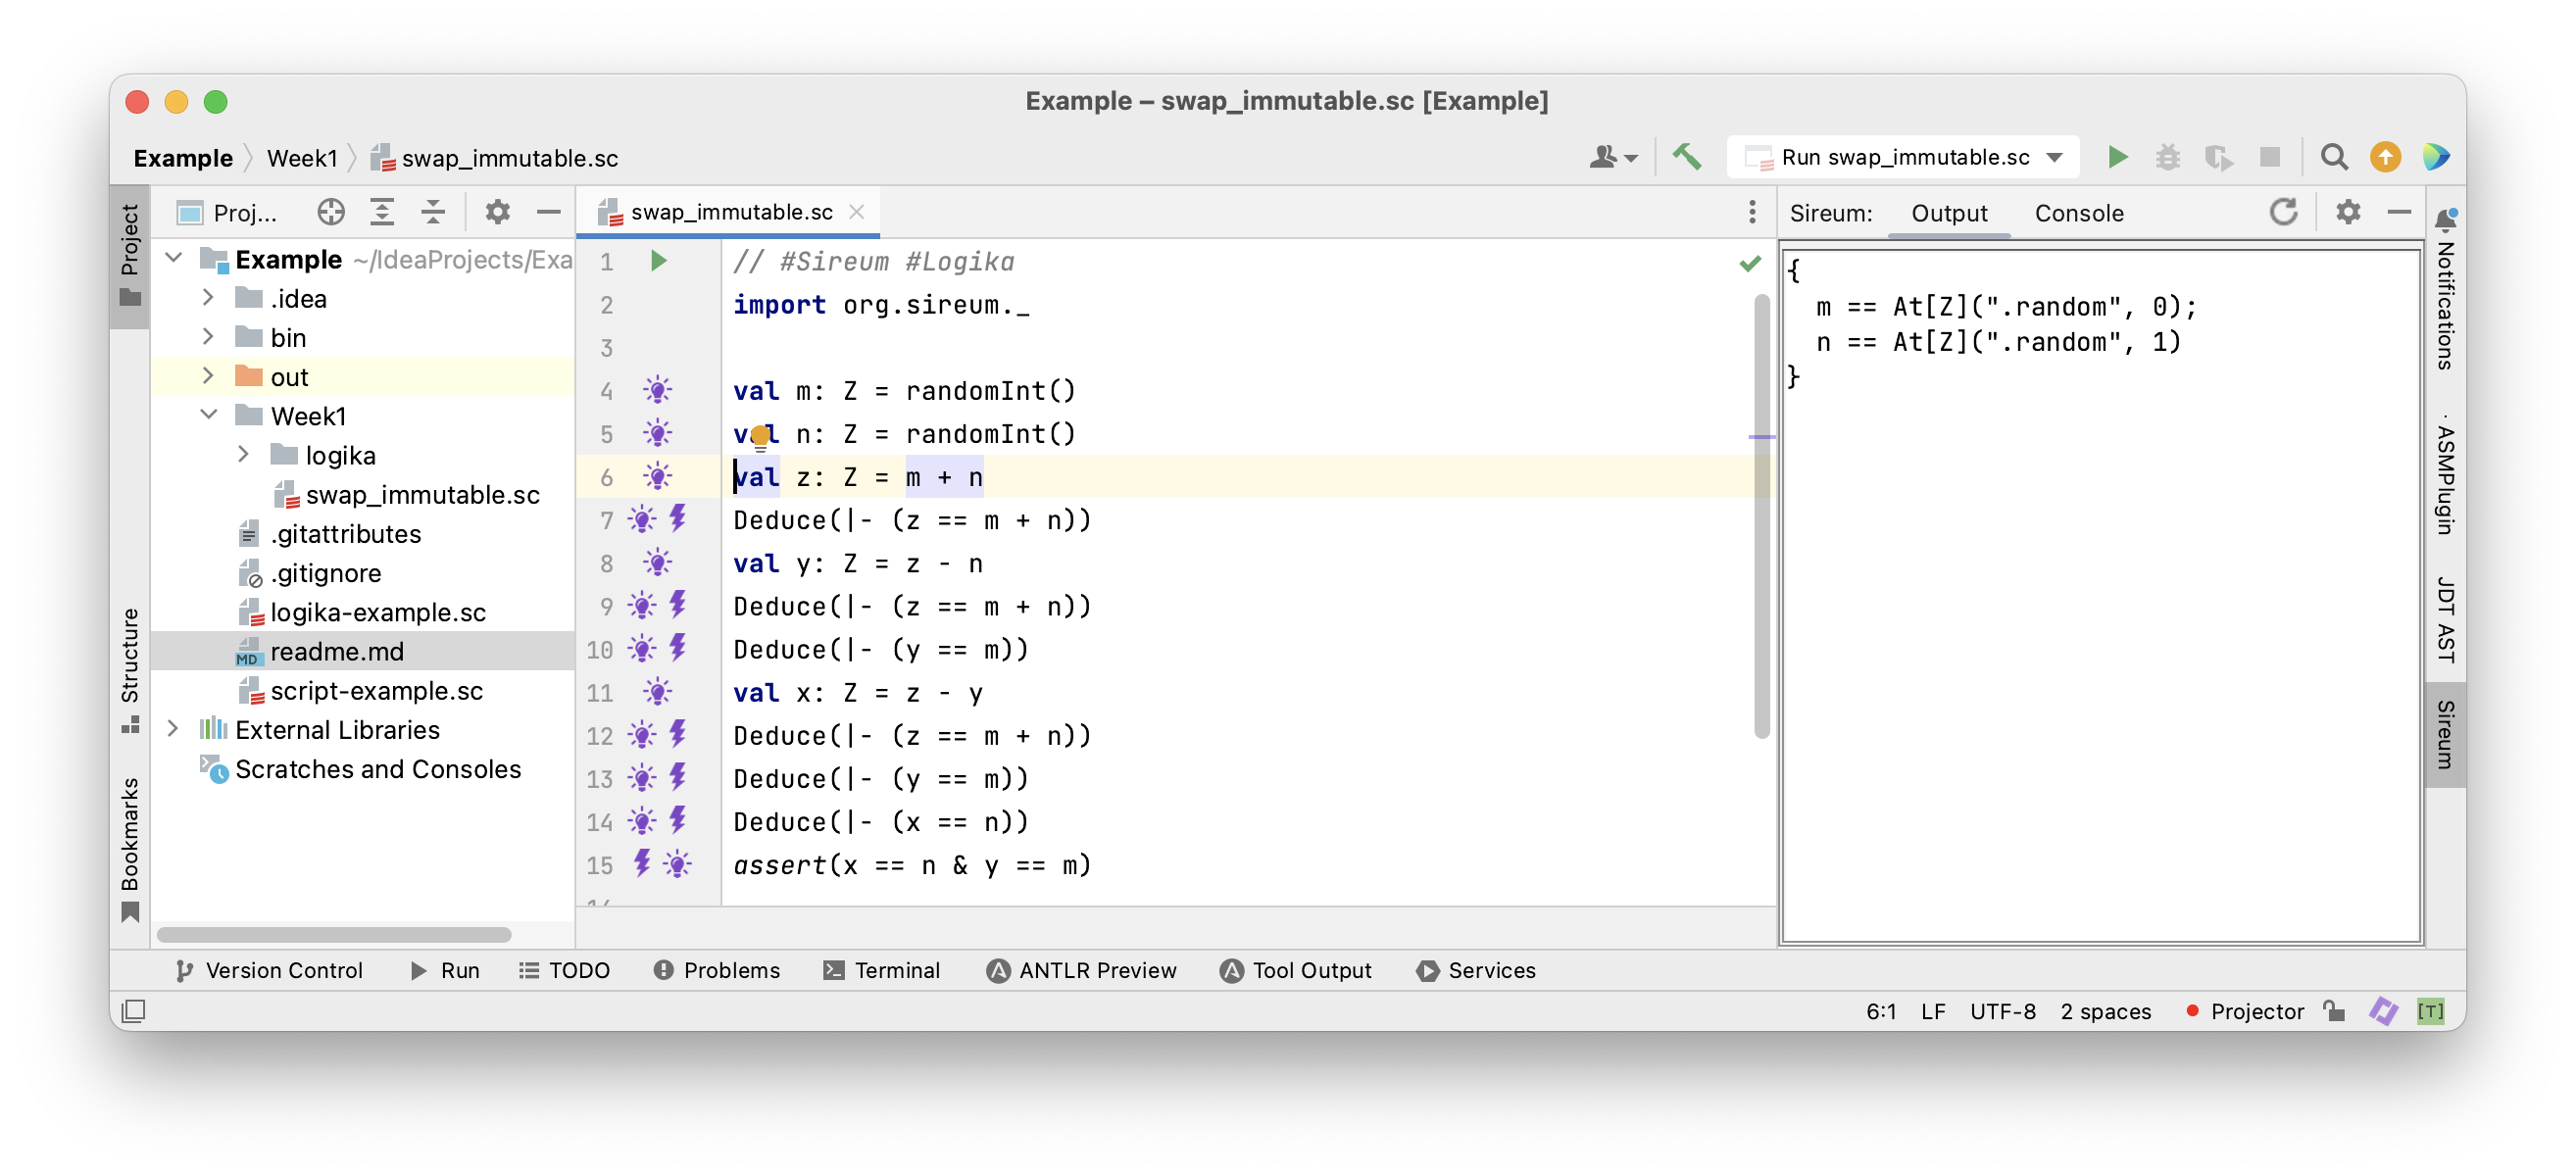 Example – swap_immutable.sc [Example]
Example Week1 swap_immutable.sc
Run swap_immutable.sc
Project
Structure
Bookmarks
Proj...
Example ~/IdeaProjects/Exa
.idea
bin
out
Week1
logika
swap_immutable.sc
.gitattributes
.gitignore
logika-example.sc
MD readme.md
script-example.sc
External Libraries
Scratches and Consoles
swap_immutable.sc
1 // #Sireum #Logika
2 import org.sireum._
3
4 val m: Z = randomInt()
5 val n: Z = randomInt()
6 val z: Z = m + n
7 Deduce(|- (z == m + n))
8 val y: Z = z - n
9 Deduce(|- (z == m + n))
10 Deduce(|- (y == m))
11 val x: Z = z - y
12 Deduce(|- (z == m + n))
13 Deduce(|- (y == m))
14 Deduce(|- (x == n))
15 assert(x == n & y == m)
Sireum: Output Console
{
m == At[Z](".random", 0);
n == At[Z](".random", 1)
}
Notifications
ASMPlugin
JDT AST
Sireum
Version Control Run TODO Problems Terminal ANTLR Preview Tool Output Services
6:1 LF UTF-8 2 spaces Projector [T]